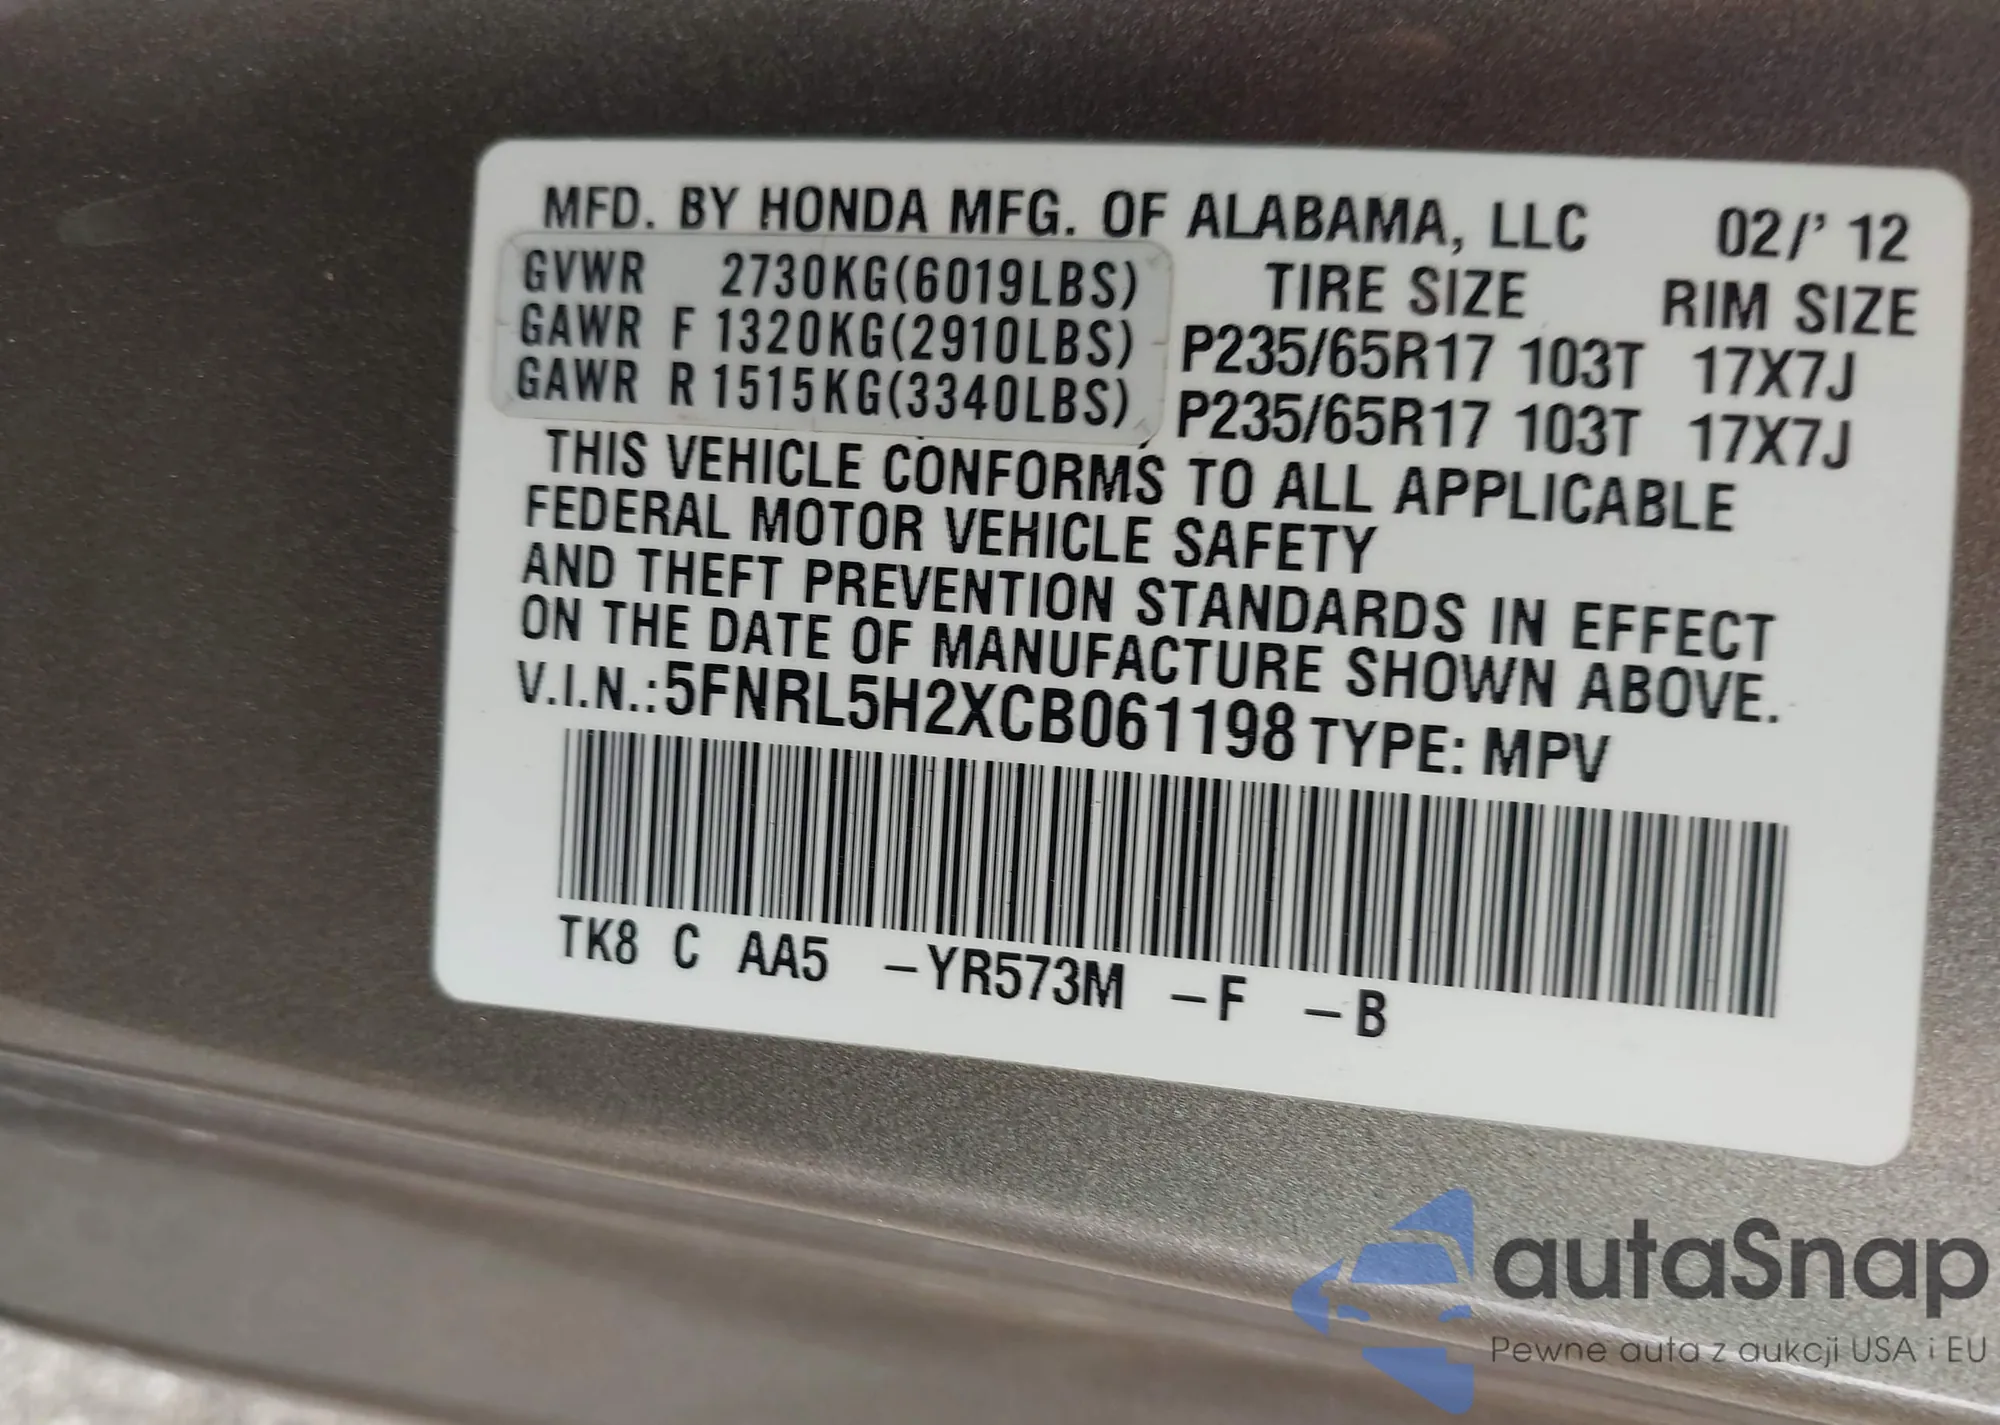 MFD. BY HONDA MFG. OF ALABAMA, LLC 02/' 12
GVWR 2730KG(6019LBS) TIRE SIZE RIM SIZE
GAWR F 1320KG(2910LBS) P235/65R17 103T 17X7J
GAWR R 1515KG(3340LBS) P235/65R17 103T 17X7J
THIS VEHICLE CONFORMS TO ALL APPLICABLE
FEDERAL MOTOR VEHICLE SAFETY
AND THEFT PREVENTION STANDARDS IN EFFECT
ON THE DATE OF MANUFACTURE SHOWN ABOVE.
V.I.N.:5FNRL5H2XCB061198 TYPE: MPV
TK8 C AA5 –YR573M –F –B
autaSnap
Pewne auta z aukcji USA i EU